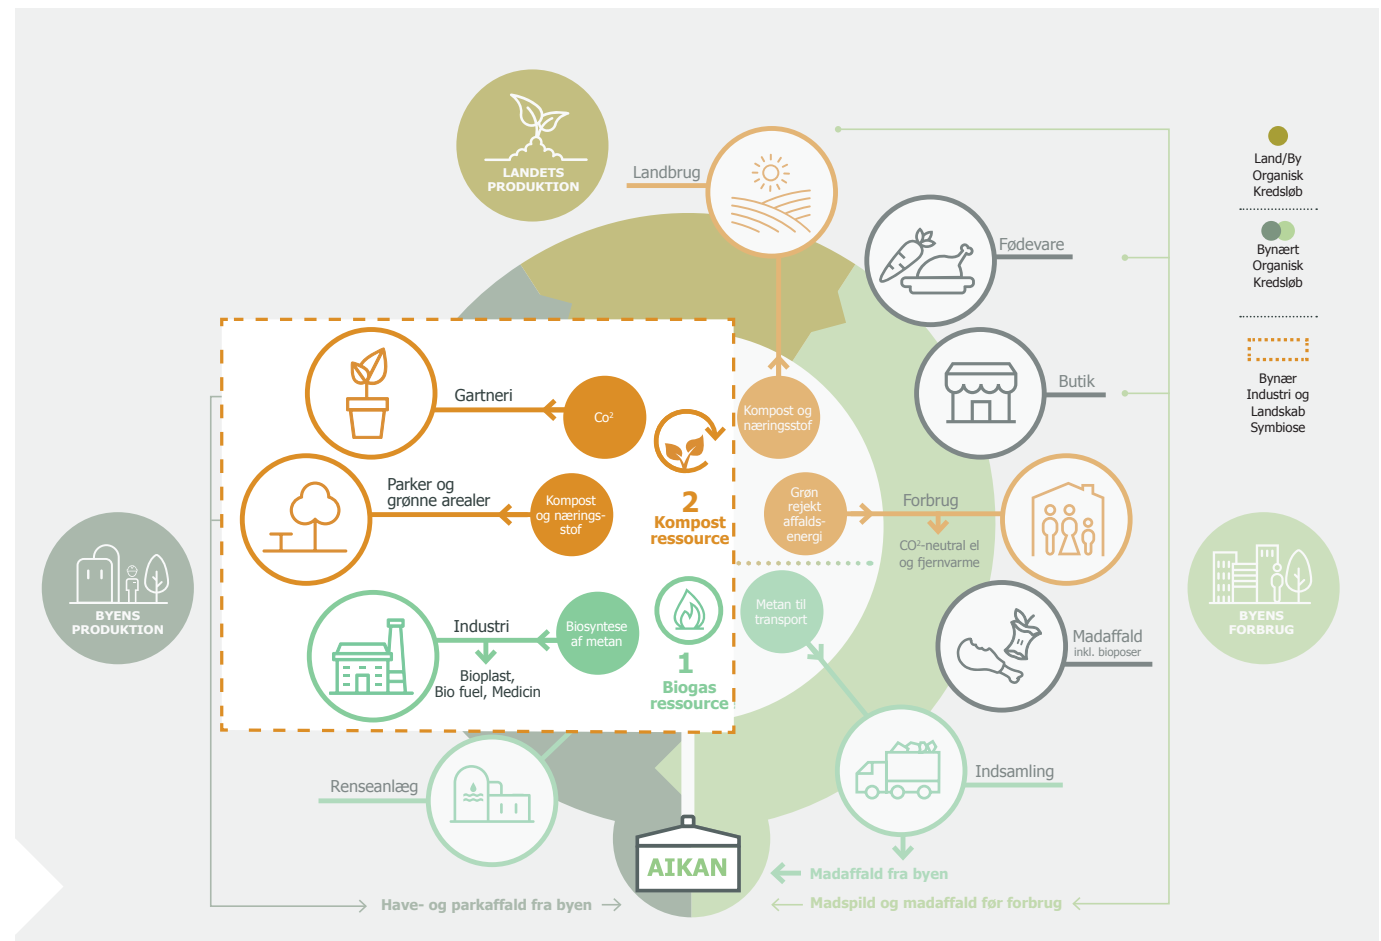 LANDETS
PRODUKTION
Landbrug
Fødevare
Butik
Land/By
Organisk
Kredsløb
Bynært
Organisk
Kredsløb
Bynær
Industri og
Landskab
Symbiose
Gartneri
Co²
Kompost og
næringsstof
Parker og
grønne arealer
Kompost
og nærings-
stof
2
Kompost
ressource
Grøn
rejekt
affalds-
energi
Forbrug
CO²-neutral el
og fjernvarme
BYENS
PRODUKTION
BYENS
FORBRUG
Industri
Bioplast,
Bio fuel, Medicin
Biosyntese
af metan
1
Biogas
ressource
Metan til
transport
Madaffald
inkl. bioposer
Renseanlæg
Indsamling
AIKAN
Madaffald fra byen
Have- og parkaffald fra byen
Madspild og madaffald før forbrug